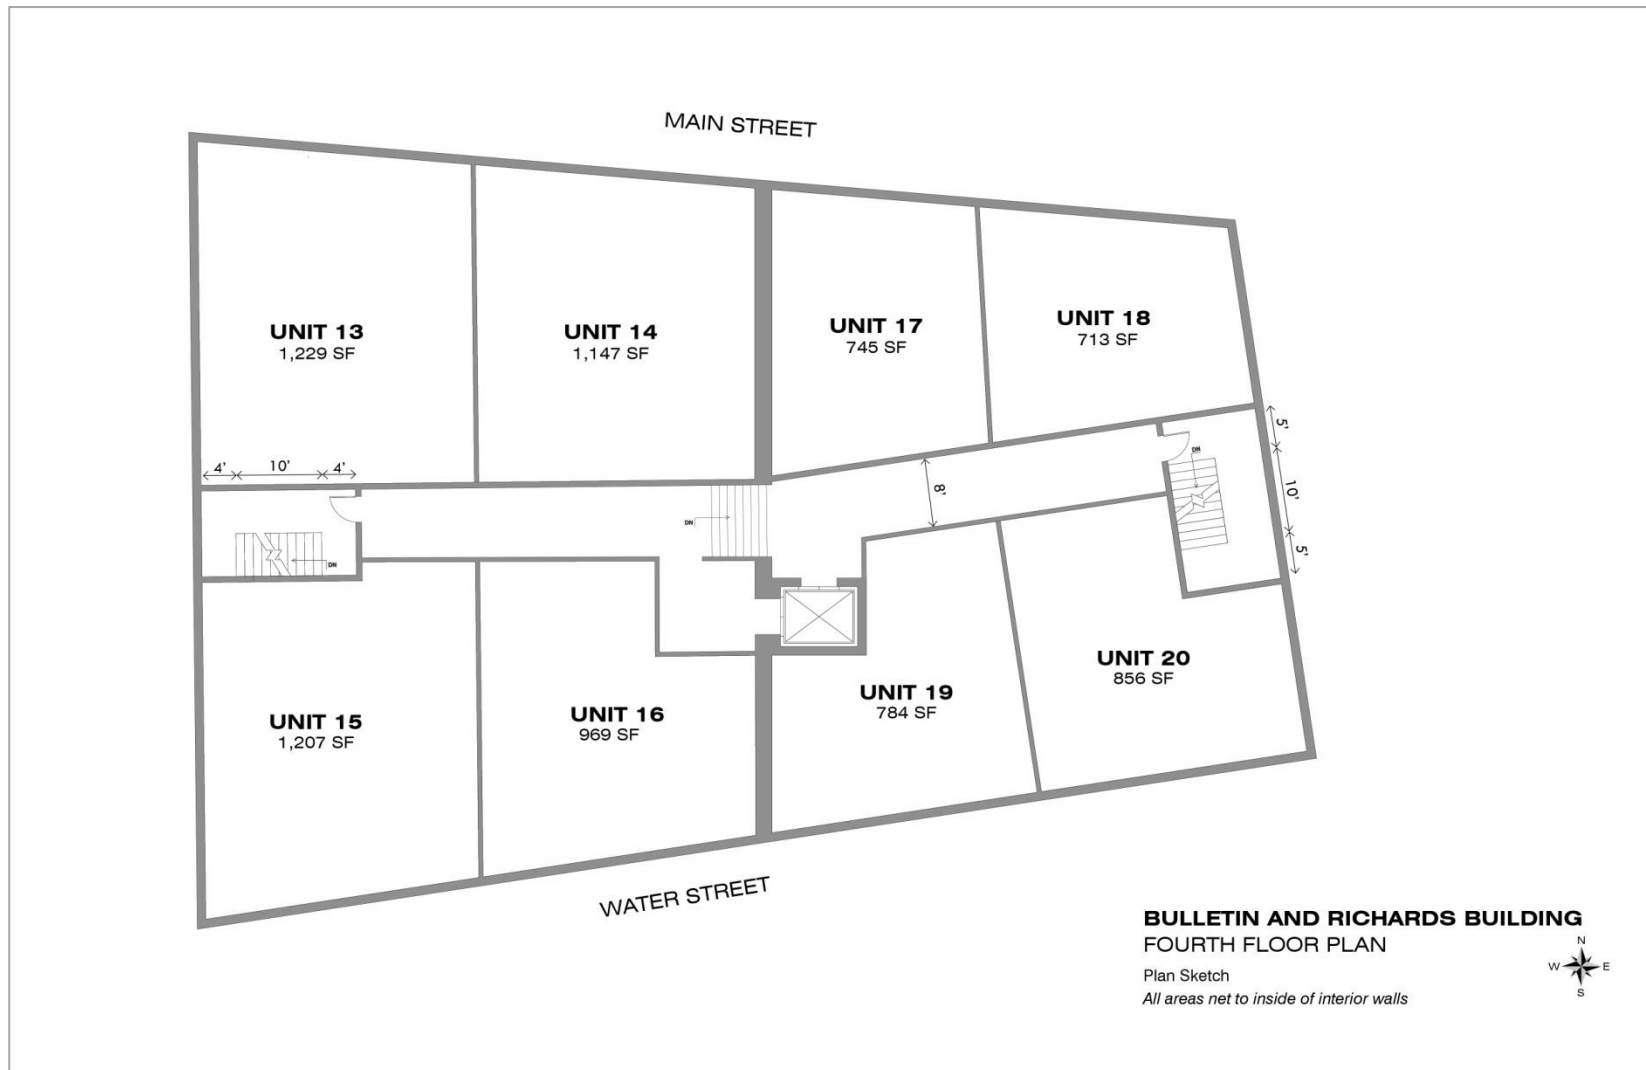 MAIN STREET
UNIT 13
1,229 SF
UNIT 14
1,147 SF
UNIT 17
745 SF
UNIT 18
713 SF
4' 10' 4'
5'
10'
5'
8'
DN
DN
DN
UNIT 15
1,207 SF
UNIT 16
969 SF
UNIT 19
784 SF
UNIT 20
856 SF
WATER STREET
BULLETIN AND RICHARDS BUILDING
FOURTH FLOOR PLAN
Plan Sketch
All areas net to inside of interior walls
N
W E
S